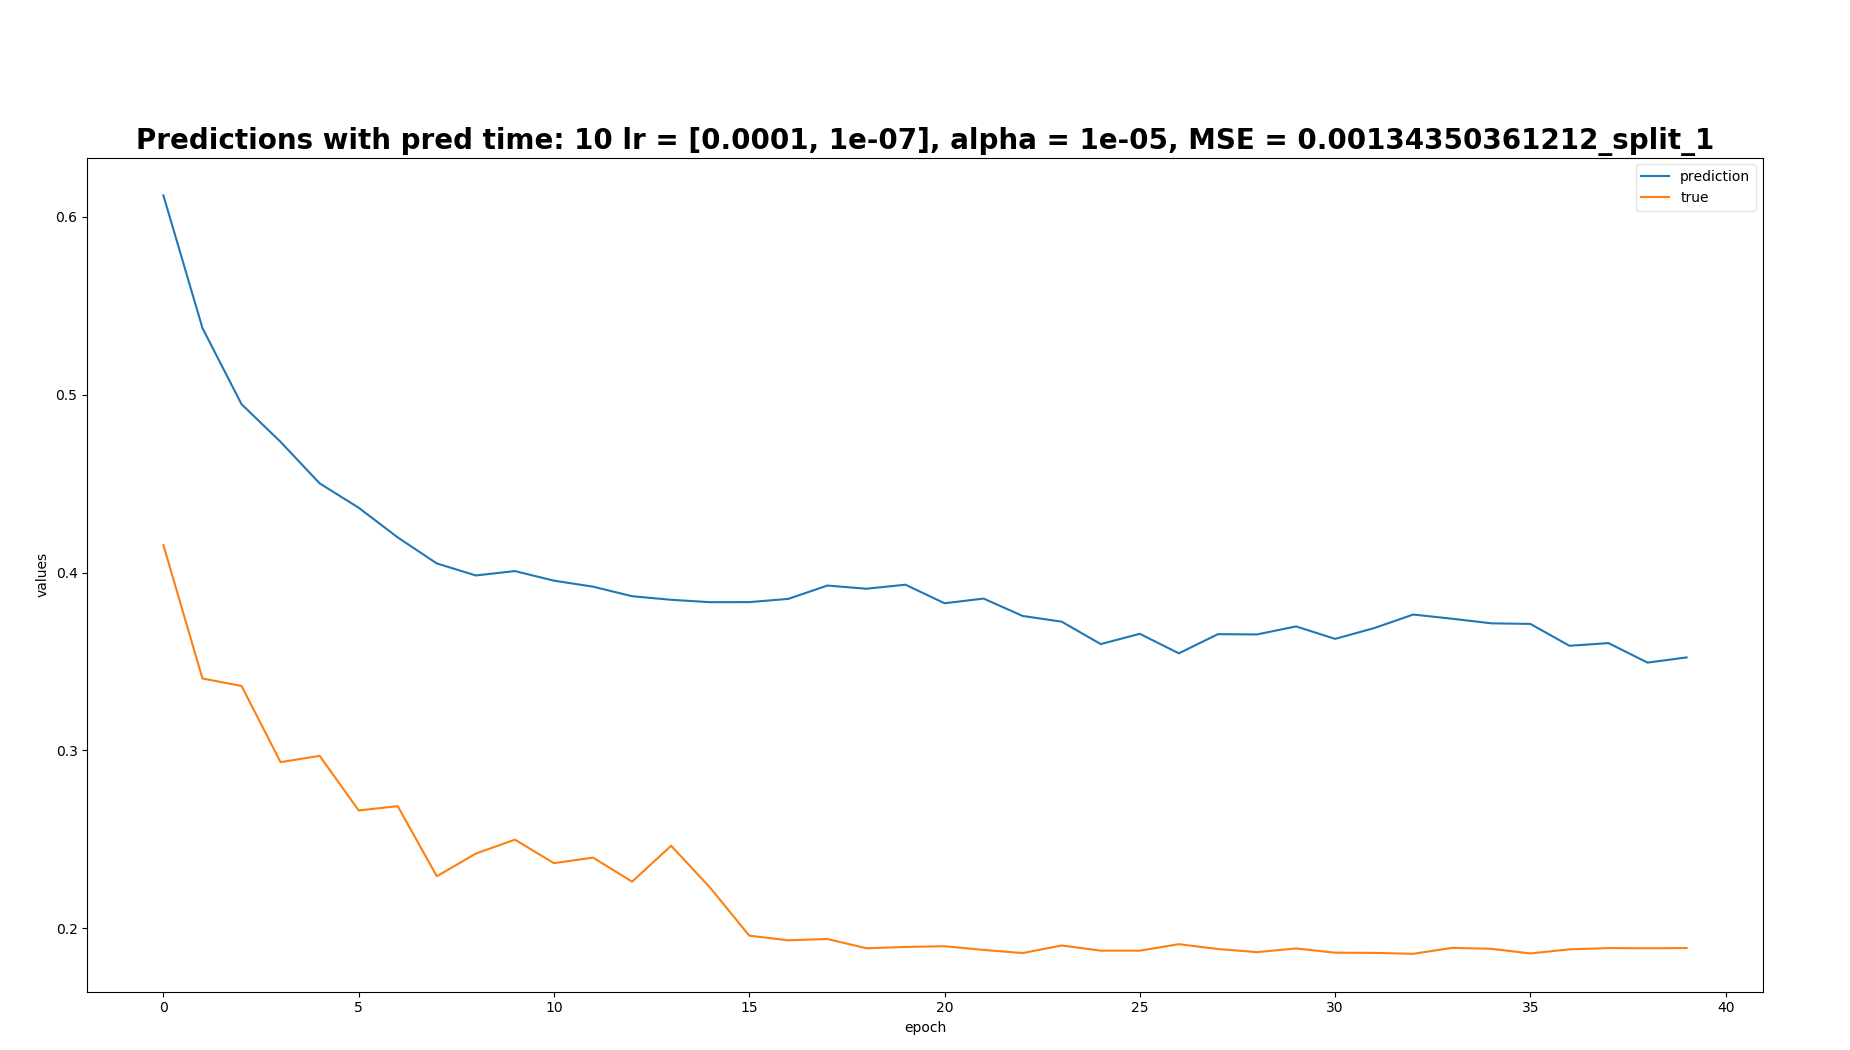 Predictions with pred time: 10 lr = [0.0001, 1e-07], alpha = 1e-05, MSE = 0.00134350361212_split_1
prediction
true
0.6
0.5
0.4
0.3
0.2
values
0 5 10 15 20 25 30 35 40
epoch